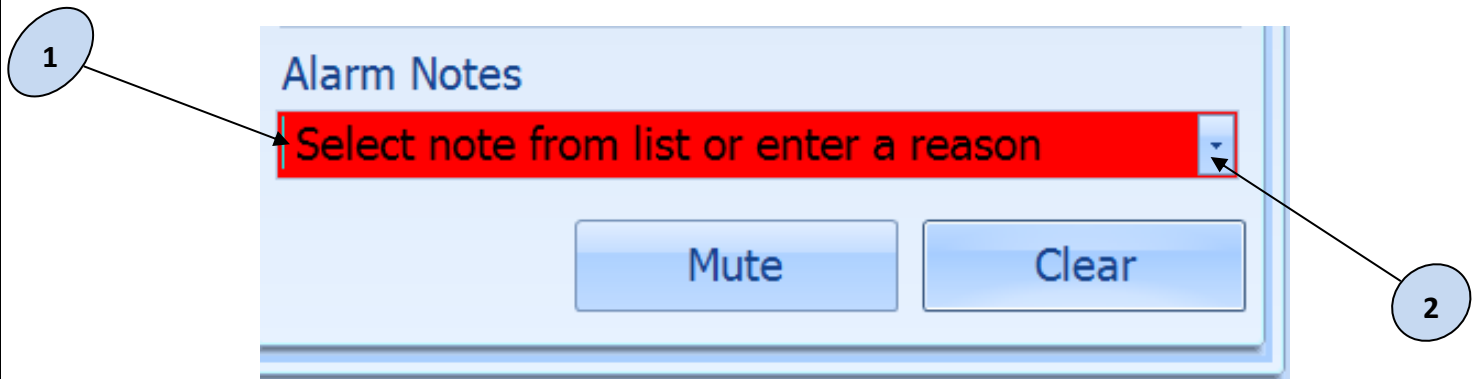 1
Alarm Notes
Select note from list or enter a reason
Mute Clear
2